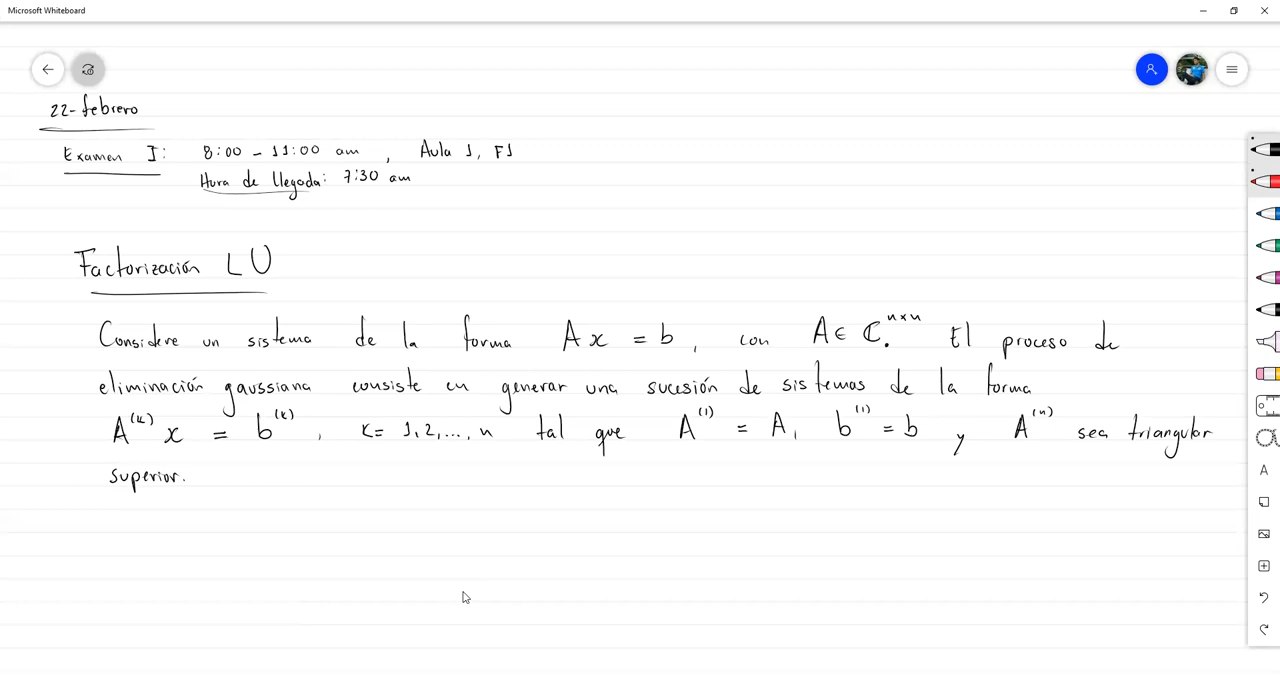 Microsoft Whiteboard
22-febrero
Examen I: 8:00 - 11:00 am, Aula 1, F1
Hora de llegada: 7:30 am
Factorización LU
Considere un sistema de la forma Ax = b, con A ∈ ℂ^{n×n}. El proceso de
eliminación gaussiana consiste en generar una sucesión de sistemas de la forma
A^{(k)} x = b^{(k)}, k = 1, 2, ..., n tal que A^{(1)} = A, b^{(1)} = b y A^{(n)} sea triangular
superior.
A